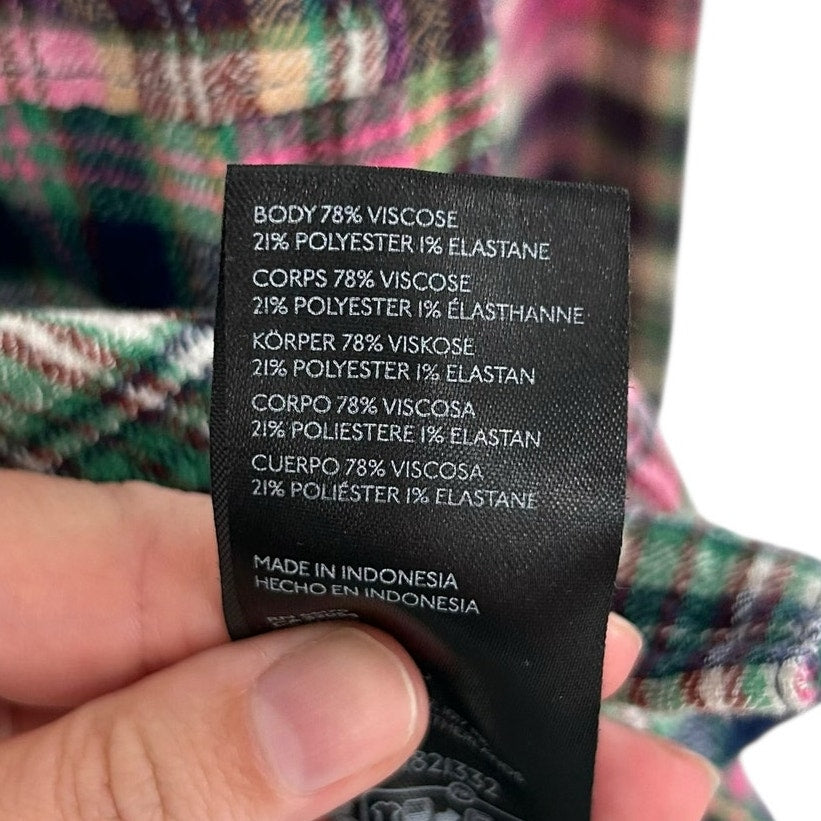 BODY 78% VISCOSE
21% POLYESTER 1% ELASTANE
CORPS 78% VISCOSE
21% POLYESTER 1% ÉLASTHANNE
KÖRPER 78% VISKOSE
21% POLYESTER 1% ELASTAN
CORPO 78% VISCOSA
21% POLIESTERE 1% ELASTAN
CUERPO 78% VISCOSA
21% POLIÉSTER 1% ELASTANE
MADE IN INDONESIA
HECHO EN INDONESIA